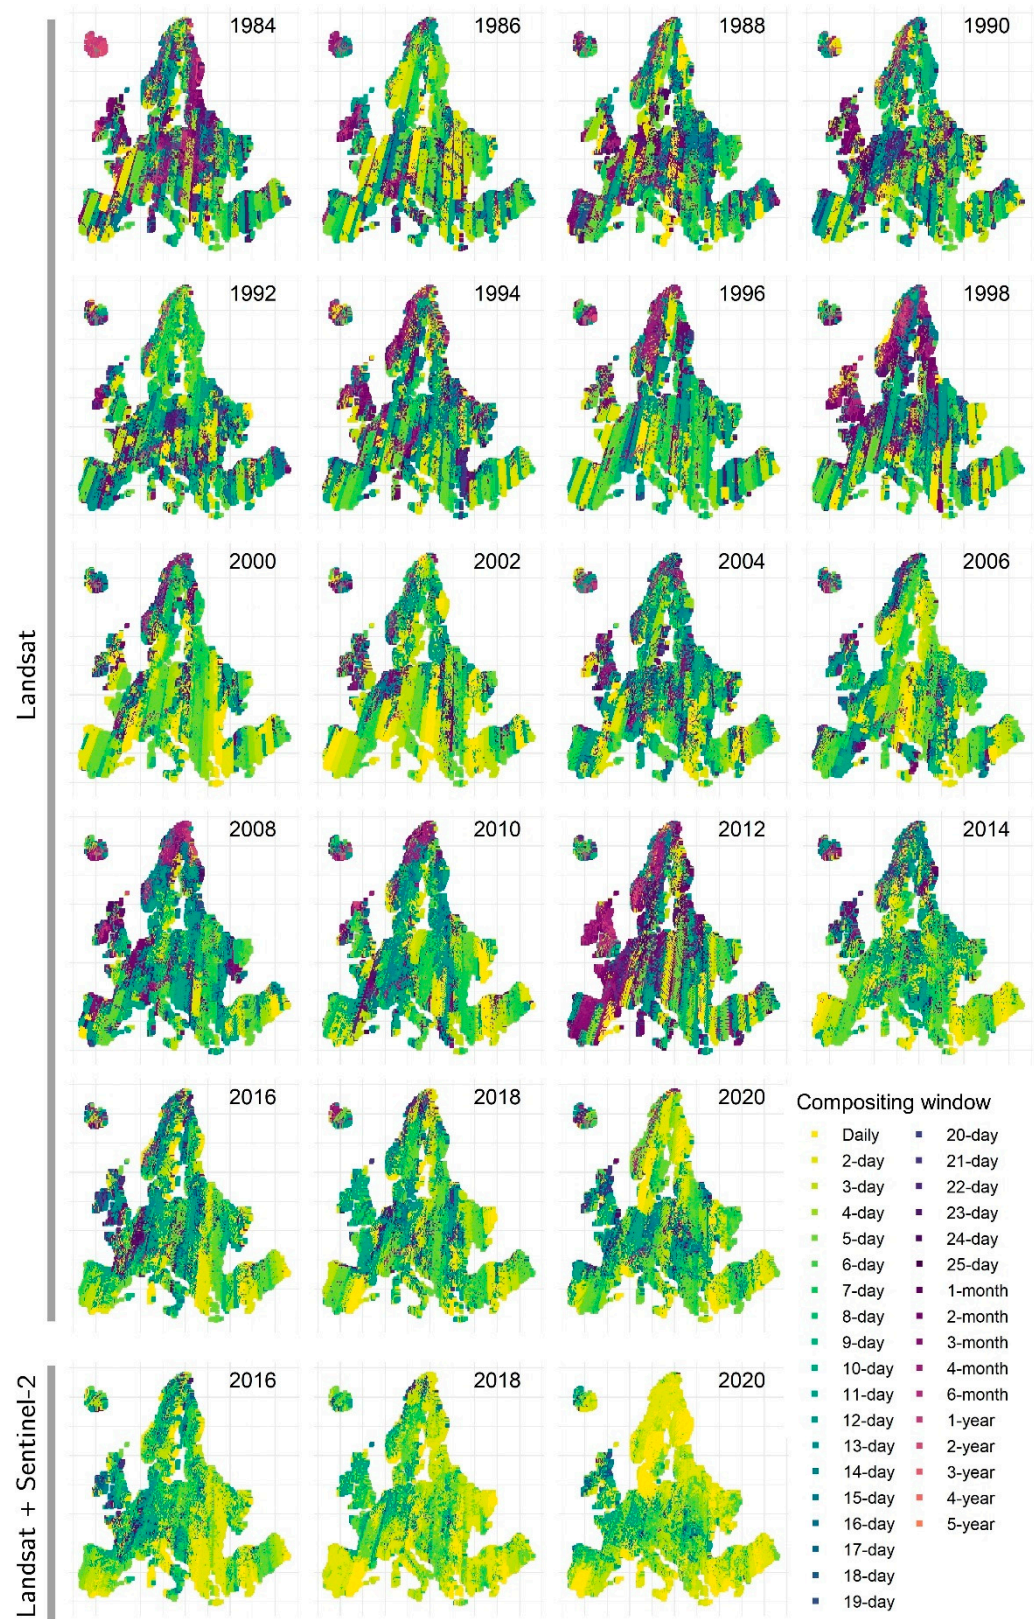 1984
1986
1988
1990
1992
1994
1996
1998
Landsat
2000
2002
2004
2006
2008
2010
2012
2014
2016
2018
2020
Compositing window
Daily
2-day
3-day
4-day
5-day
6-day
7-day
8-day
9-day
10-day
11-day
12-day
13-day
14-day
15-day
16-day
17-day
18-day
19-day
20-day
21-day
22-day
23-day
24-day
25-day
1-month
2-month
3-month
4-month
6-month
1-year
2-year
3-year
4-year
5-year
Landsat + Sentinel-2
2016
2018
2020